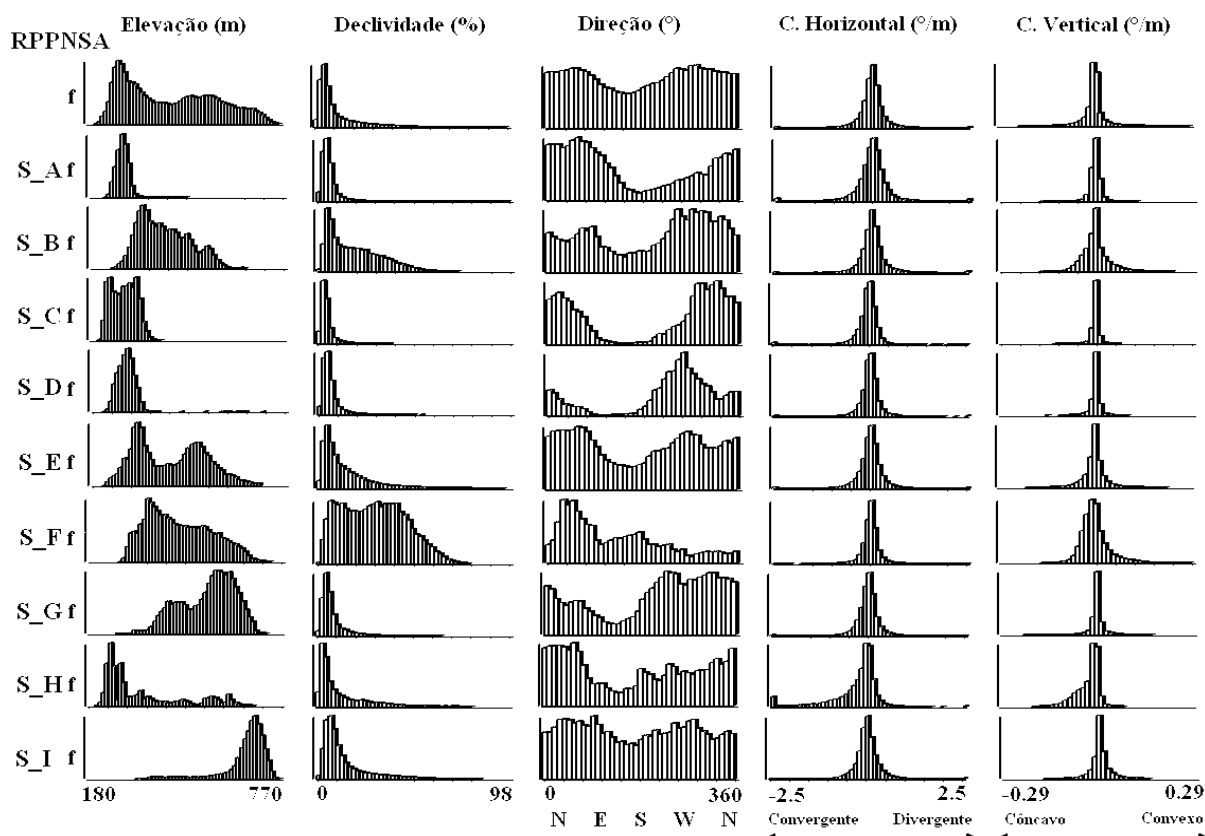 Elevação (m) Declividade (%) Direção (°) C. Horizontal (°/m) C. Vertical (°/m)
RPPNSA
f
S_A f
S_B f
S_C f
S_D f
S_E f
S_F f
S_G f
S_H f
S_I f
180 770 0 98 0 360 -2.5 2.5 -0.29 0.29
N E S W N Convergente Divergente Côncavo Convexo